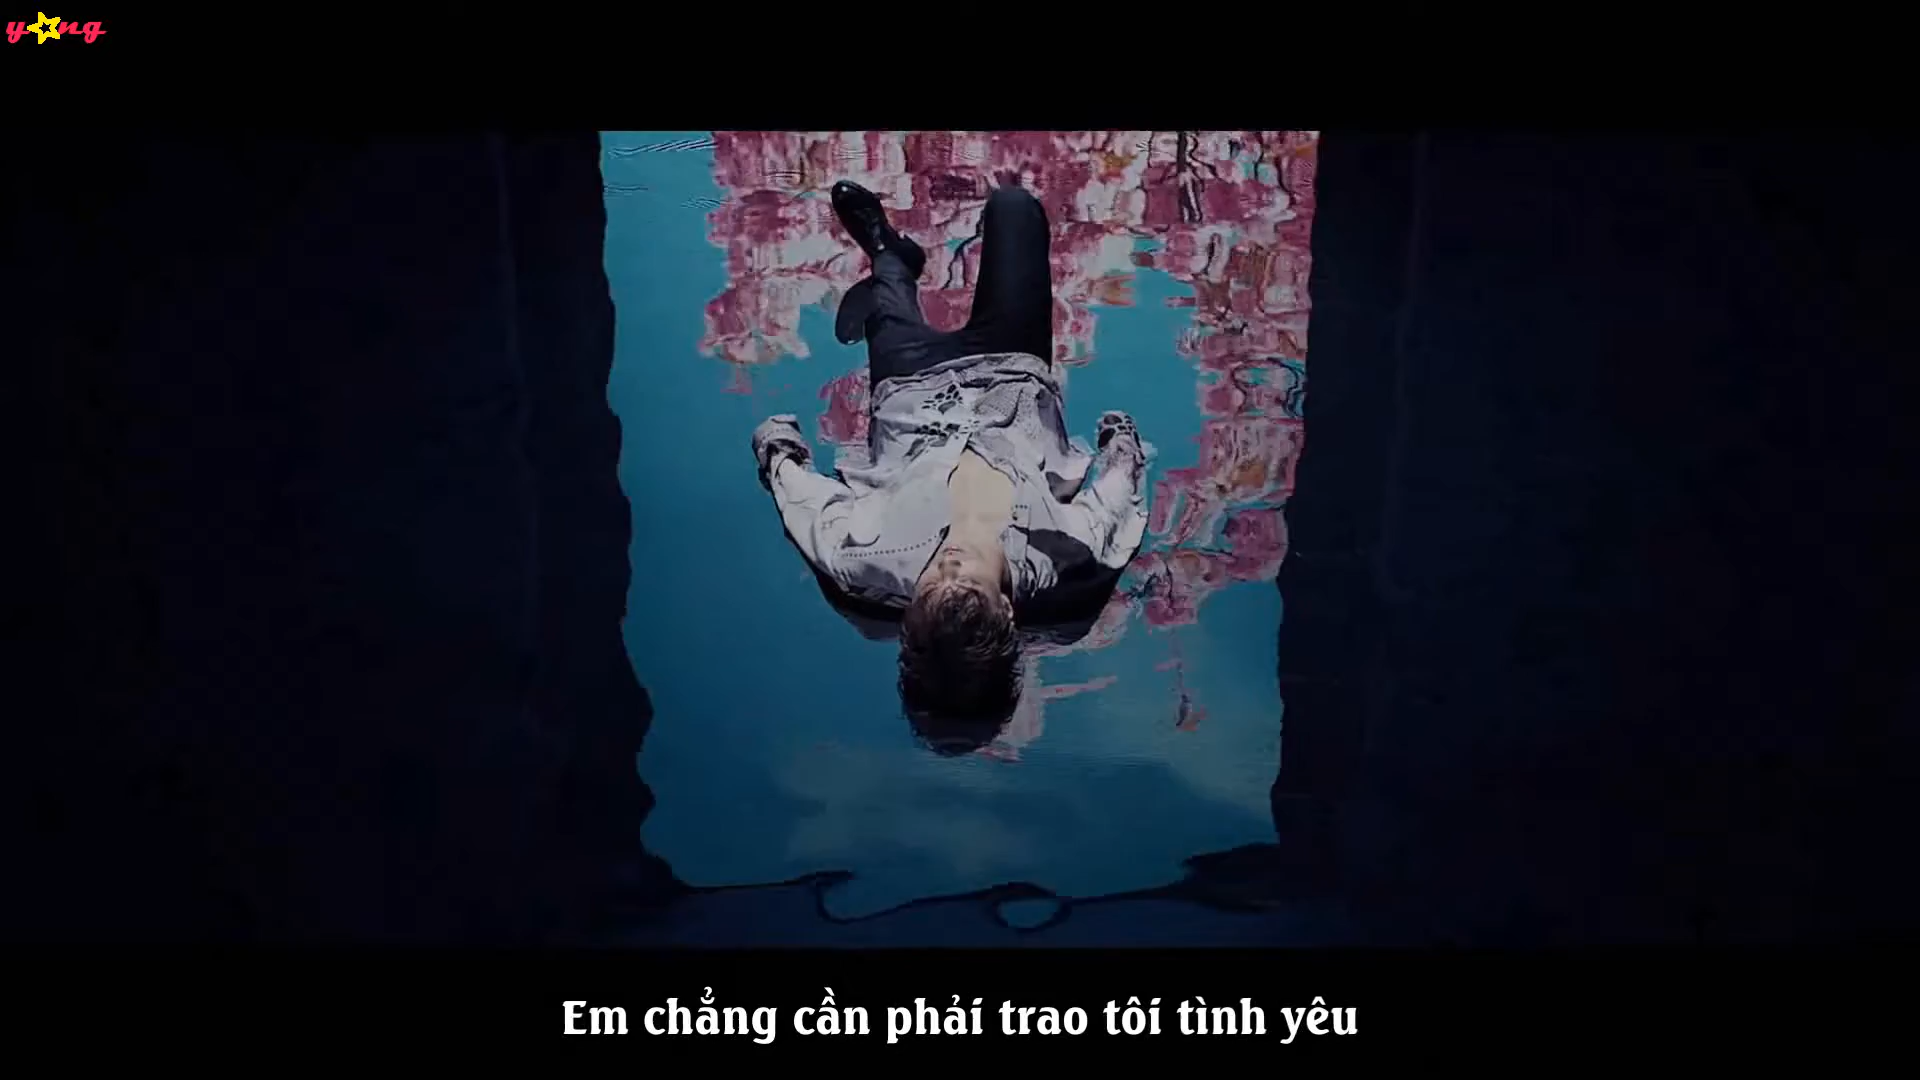 yang
Em chẳng cần phải trao tôi tình yêu